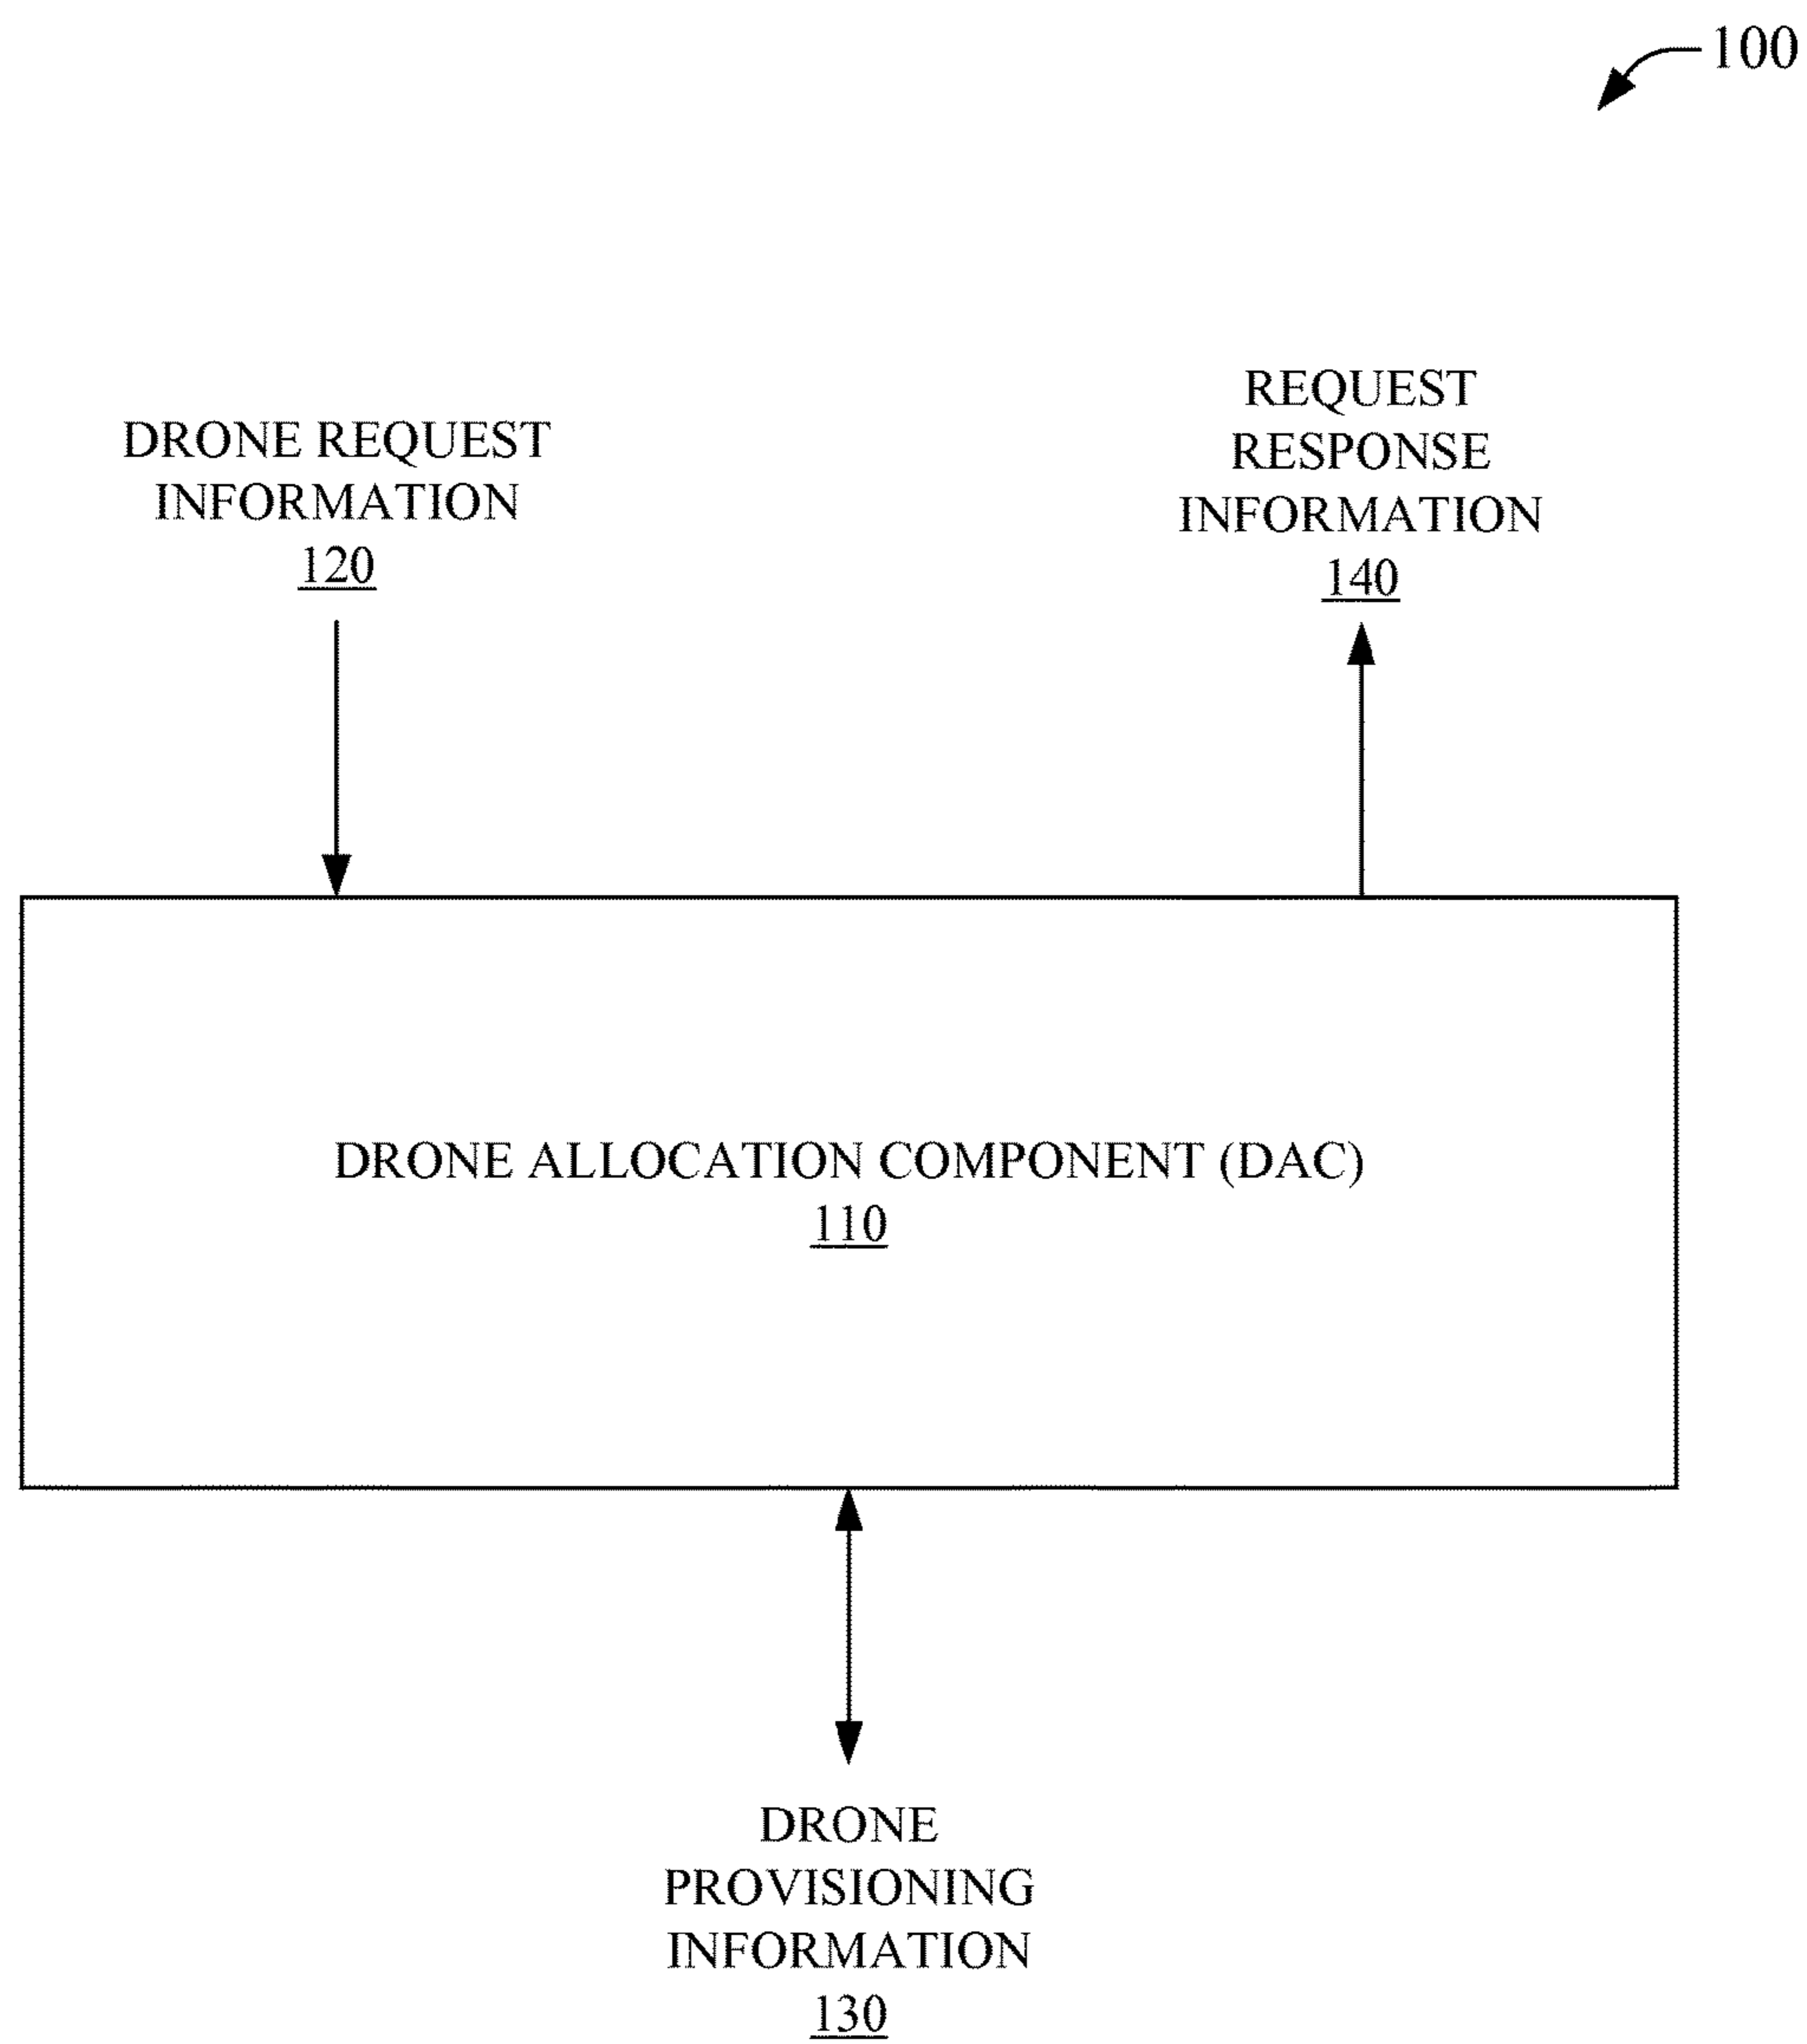 100
DRONE REQUEST
INFORMATION
120
REQUEST
RESPONSE
INFORMATION
140
DRONE ALLOCATION COMPONENT (DAC)
110
DRONE
PROVISIONING
INFORMATION
130